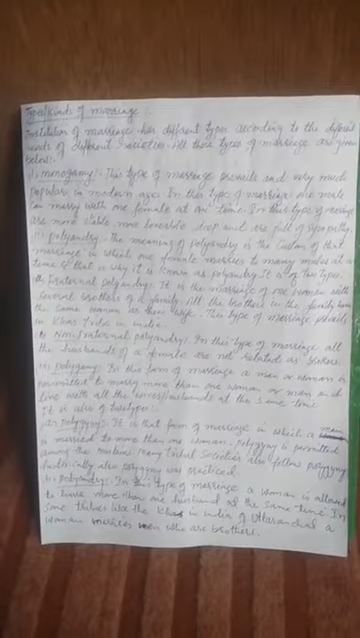 Types/Kinds of marriage :
Institution of marriage has diffrent types according to the difrent
needs of different societies. All these types of marriage are given
below:-
(i) monogamy: This type of marriage prevails and very much
popular in modern age. In this type of marriage one male
can marry with one female at one time. In this type of marriage
are more stable, more loveable and are full of sympathy.
(ii) polyandry: the meaning of polyandry is the custom of that
marriage in which one female marries to many males at a
time & that is why it is known as polyandry. It is of two types.
(a) Fraternal polyandry: It is the marriage of one woman with
several brothers of a family. All the brothers in the family have
the same woman as their wife. This type of marriage prevails
in Khas Tribe in india.
(b) Non-fraternal polyandry: In this type of marriage all
the husbands of a female are not related as brothers.
(iii) polygamy: In this form of marriage a man or woman is
permitted to marry more than one woman or man and
live with all the wives/husbands at the same time
It is also of two types:
(a) polygyny: It is that form of marriage in which a man
is married to more than one woman. Polygyny is permitted
among the muslims many tribal societies also follow polygyny
historically also polygyny was practiced.
polyandry: In this type of marriage a woman is allowed
to have more than one husband at the same time. In
some tribes like the Khas in india of Uttaranchal a
woman marries men who are brothers.